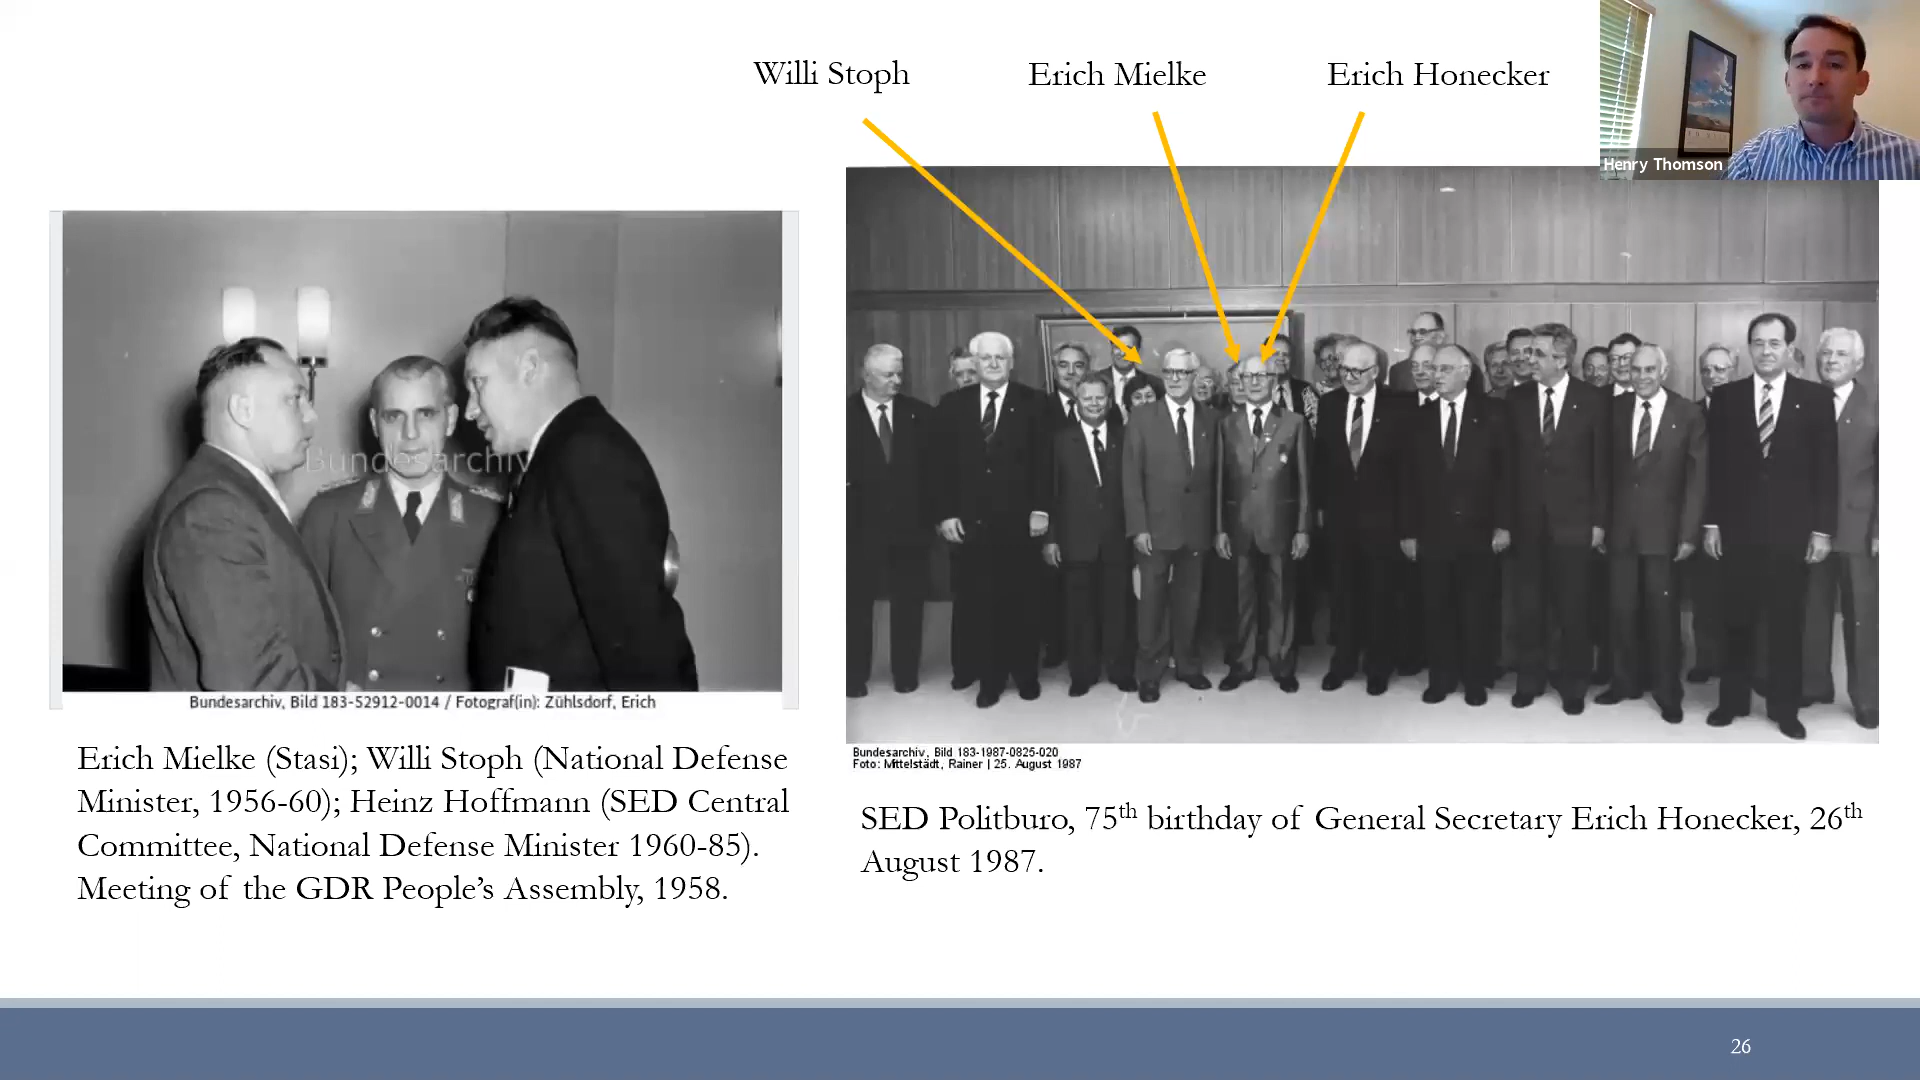 Willi Stoph
Erich Mielke
Erich Honecker
Henry Thomson
Bundesarchiv
Bundesarchiv, Bild 183-52912-0014 / Fotograf(in): Zühlsdorf, Erich
Erich Mielke (Stasi); Willi Stoph (National Defense
Minister, 1956-60); Heinz Hoffmann (SED Central
Committee, National Defense Minister 1960-85).
Meeting of the GDR People’s Assembly, 1958.
Bundesarchiv, Bild 183-1987-0825-020
Foto: Mittelstädt, Rainer | 25. August 1987
SED Politburo, 75th birthday of General Secretary Erich Honecker, 26th
August 1987.
26